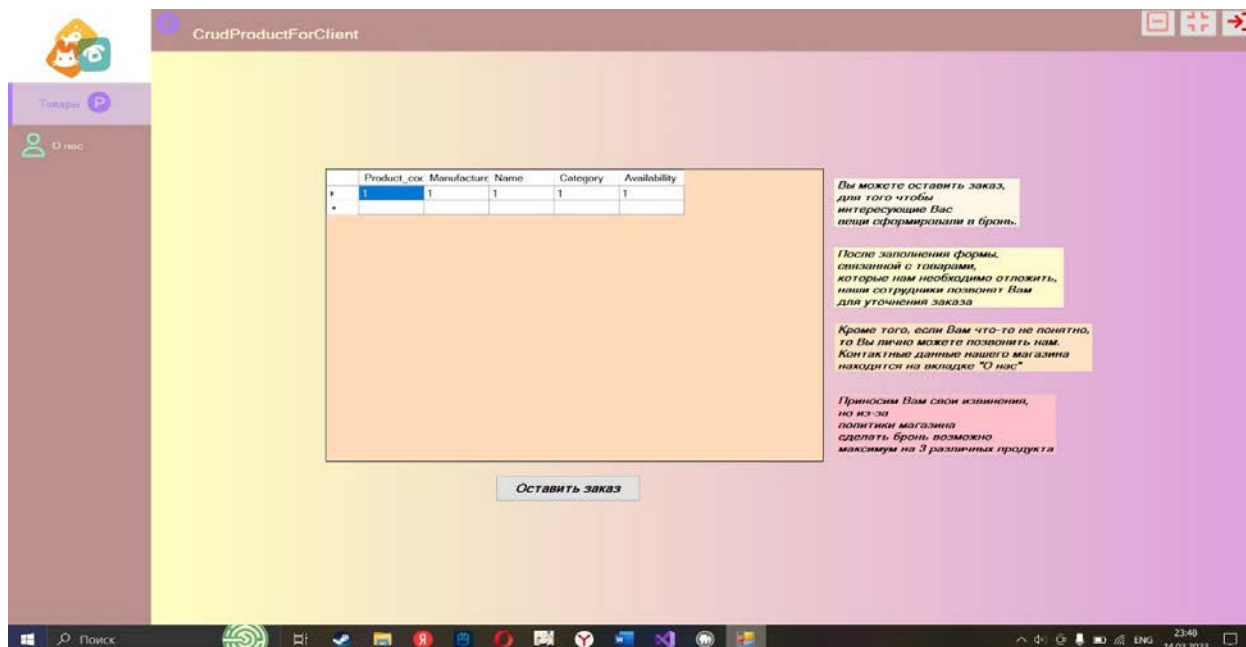 CrudProductForClient
Товары P
О нас
Product_coc Manufacture Name Category Availability
1 1 1 1 1
Вы можете оставить заказ,
для того чтобы
интересующие Вас
вещи сформировали в бронь.
После заполнения формы,
связанной с товарами,
которые нам необходимо отложить,
наши сотрудники позвонят Вам
для уточнения заказа
Кроме того, если Вам что-то не понятно,
то Вы лично можете позвонить нам.
Контактные данные нашего магазина
находятся на вкладке "О нас"
Приносим Вам свои извинения,
но из-за
политики магазина
сделать бронь возможно
максимум на 3 различных продукта
Оставить заказ
Поиск
ENG
23:48